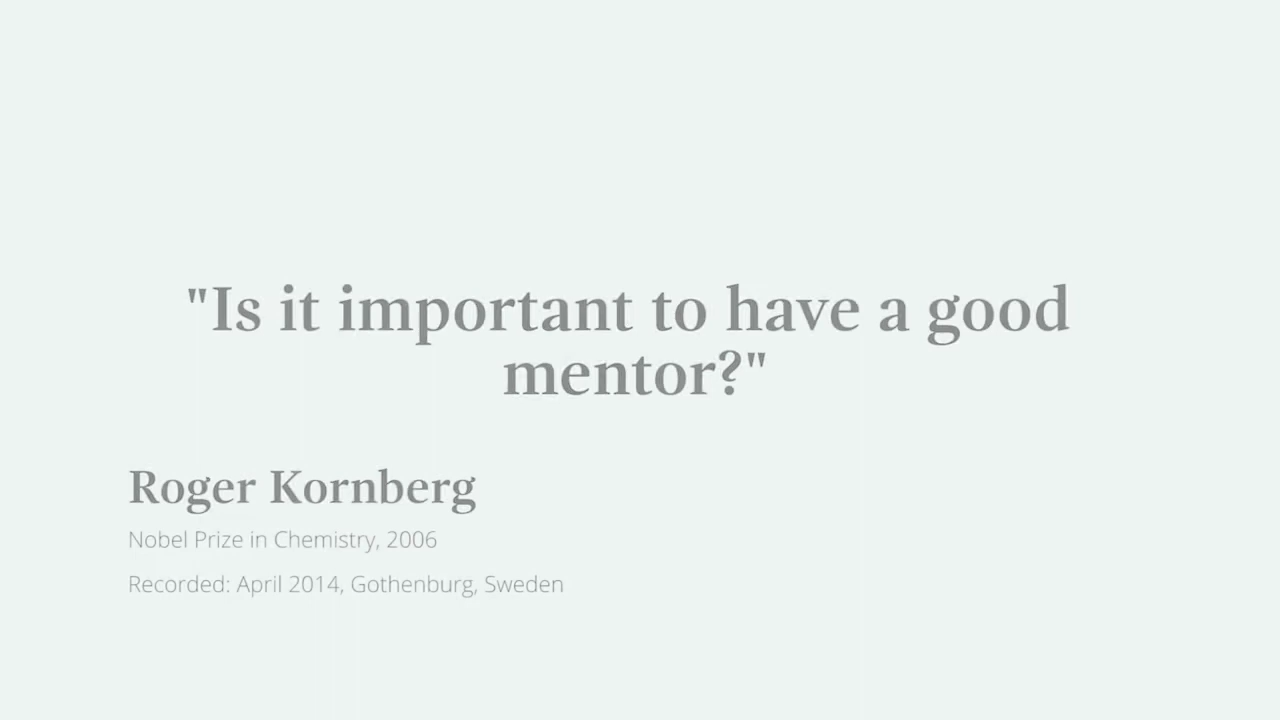 "Is it important to have a good
mentor?"
Roger Kornberg
Nobel Prize in Chemistry, 2006
Recorded: April 2014, Gothenburg, Sweden